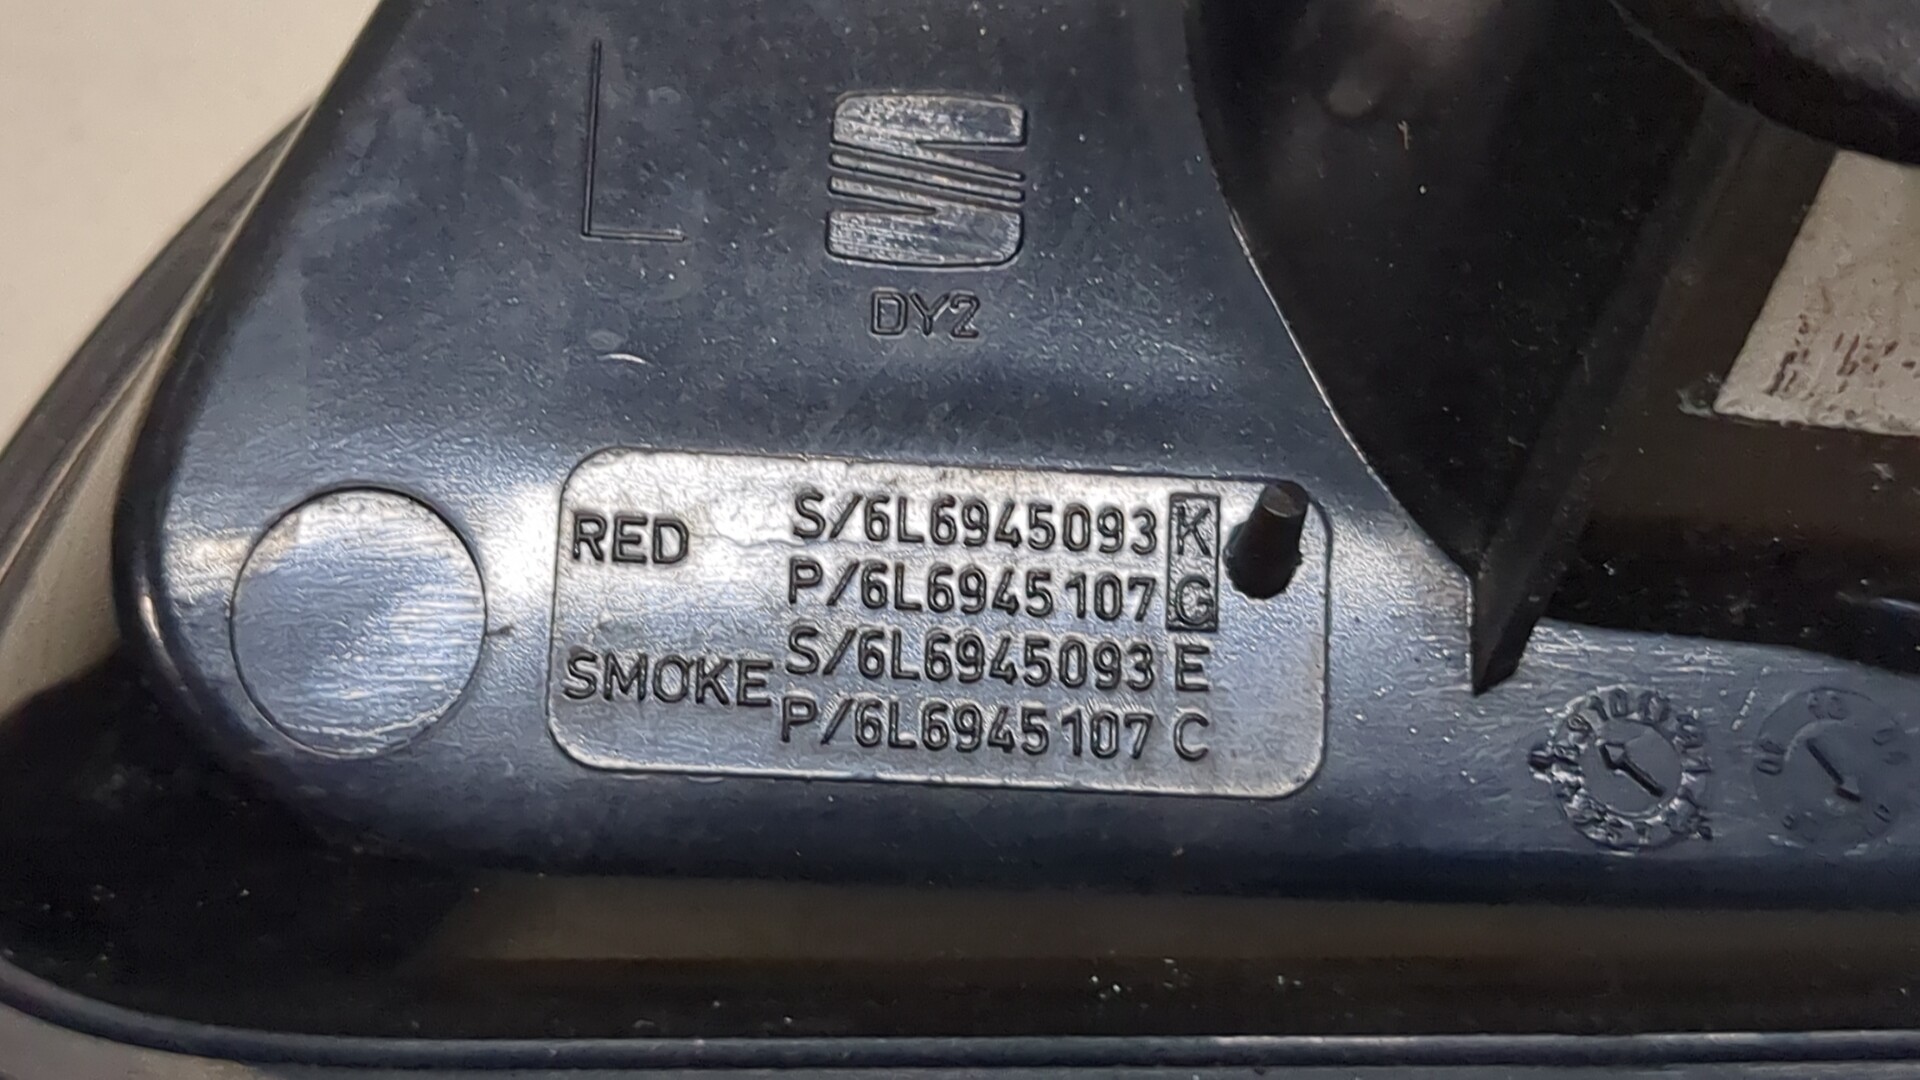 L
DY2
RED S/6L6945093 K
P/6L6945107 G
SMOKE S/6L6945093 E
P/6L6945107 C